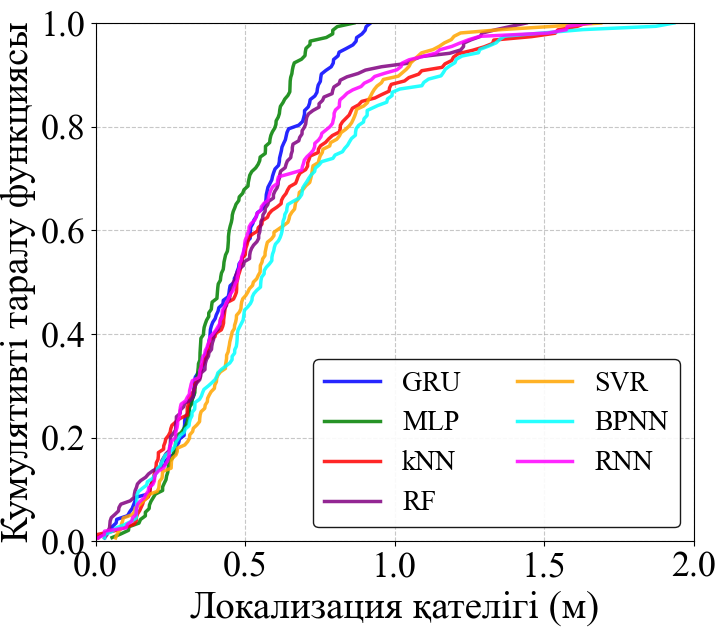 Кумулятивті таралу функциясы
1.0
0.8
0.6
0.4
0.2
0.0
GRU
MLP
kNN
RF
SVR
BPNN
RNN
0.0 0.5 1.0 1.5 2.0
Локализация қателігі (м)